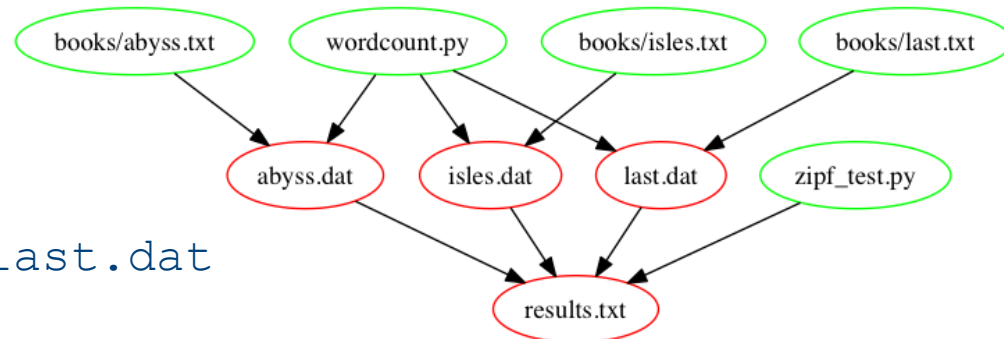 books/abyss.txt wordcount.py books/isles.txt books/last.txt
abyss.dat isles.dat last.dat zipf_test.py
last.dat
results.txt